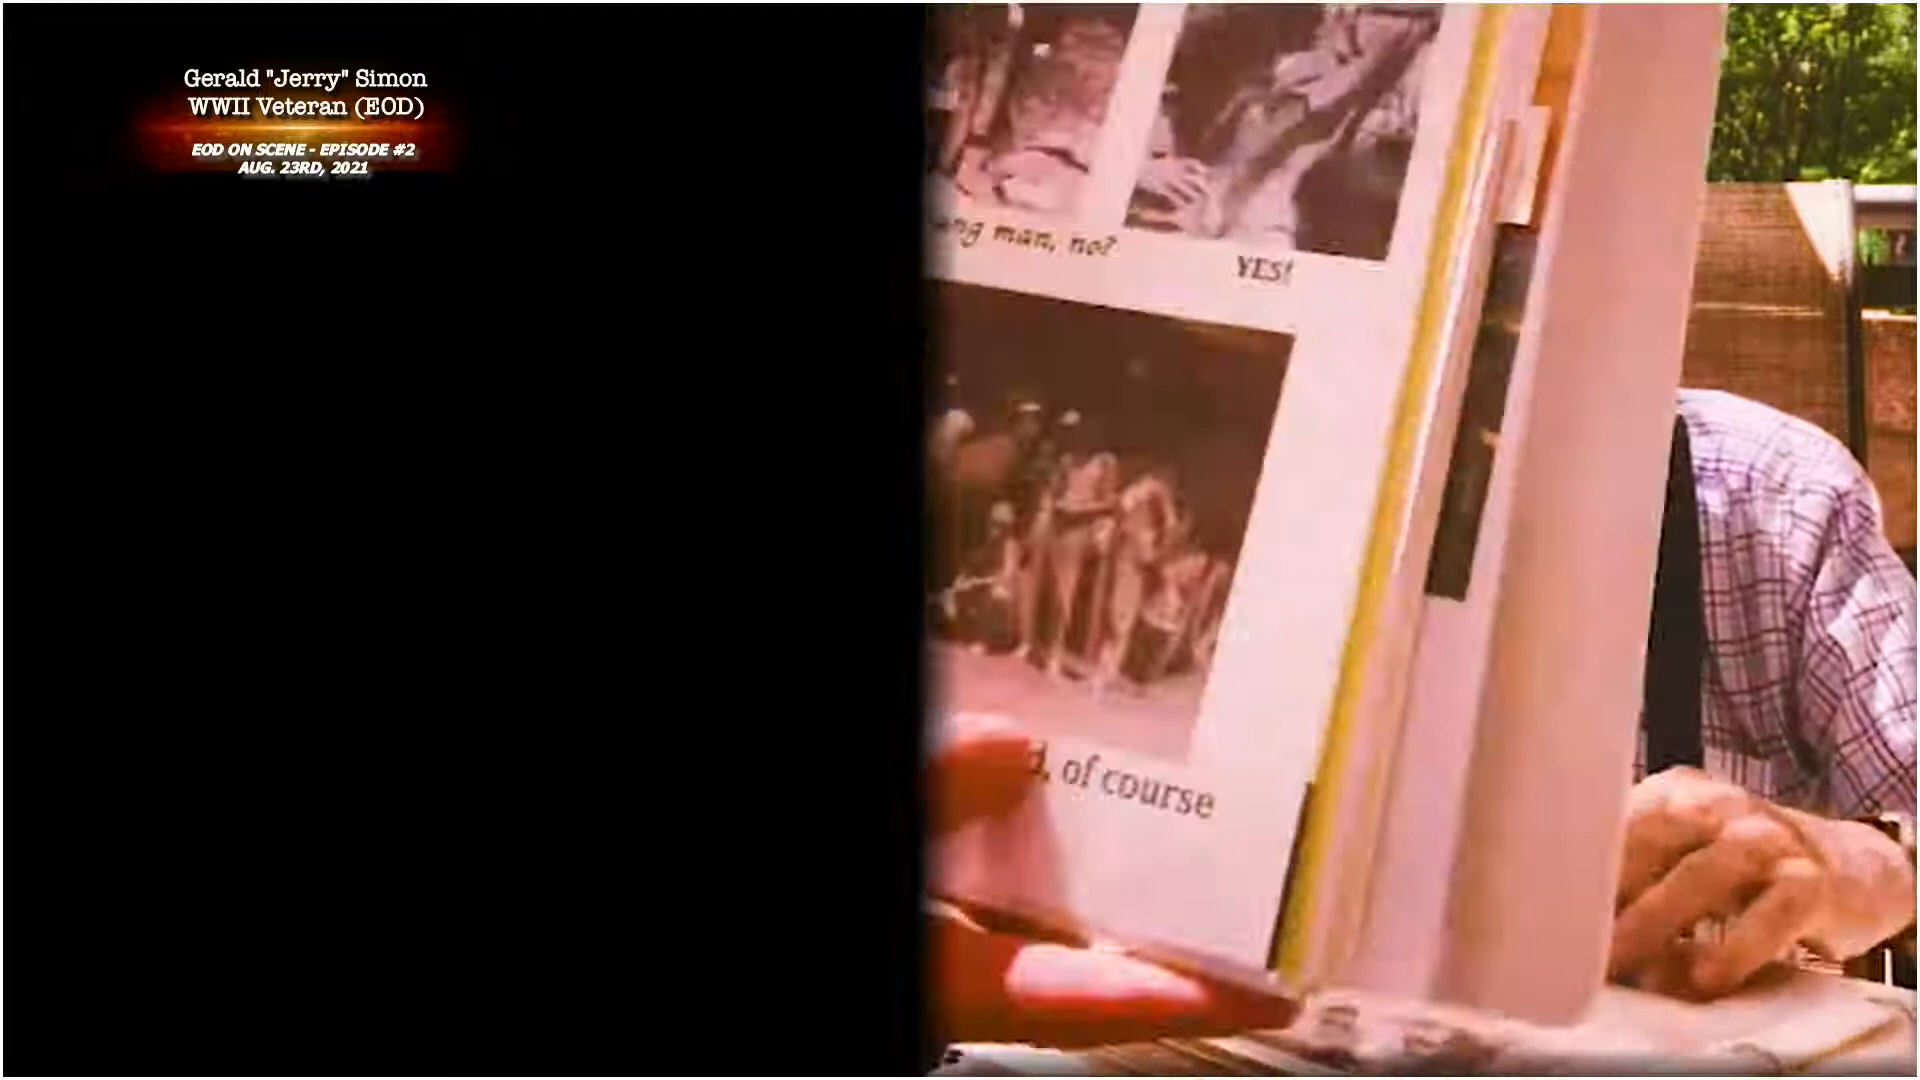 Gerald "Jerry" Simon
WWII Veteran (EOD)
EOD ON SCENE - EPISODE #2
AUG. 23RD, 2021
man, no?
YES!
of course